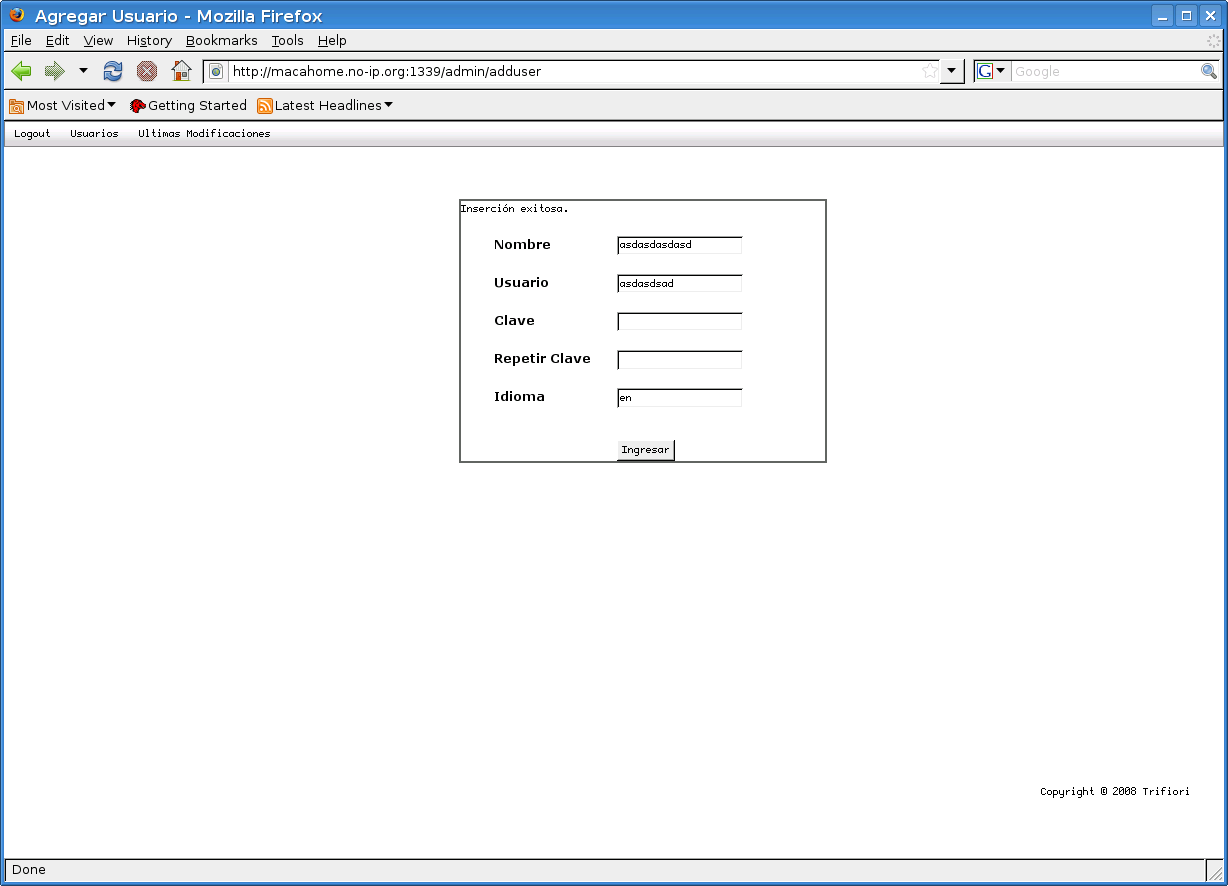 Agregar Usuario - Mozilla Firefox
File Edit View History Bookmarks Tools Help
http://macahome.no-ip.org:1339/admin/adduser G Google
Most Visited Getting Started Latest Headlines
Logout Usuarios Ultimas Modificaciones
Inserción exitosa.
Nombre asdasdasdasd
Usuario asdasdsad
Clave
Repetir Clave
Idioma en
Ingresar
Copyright © 2008 Trifiori
Done